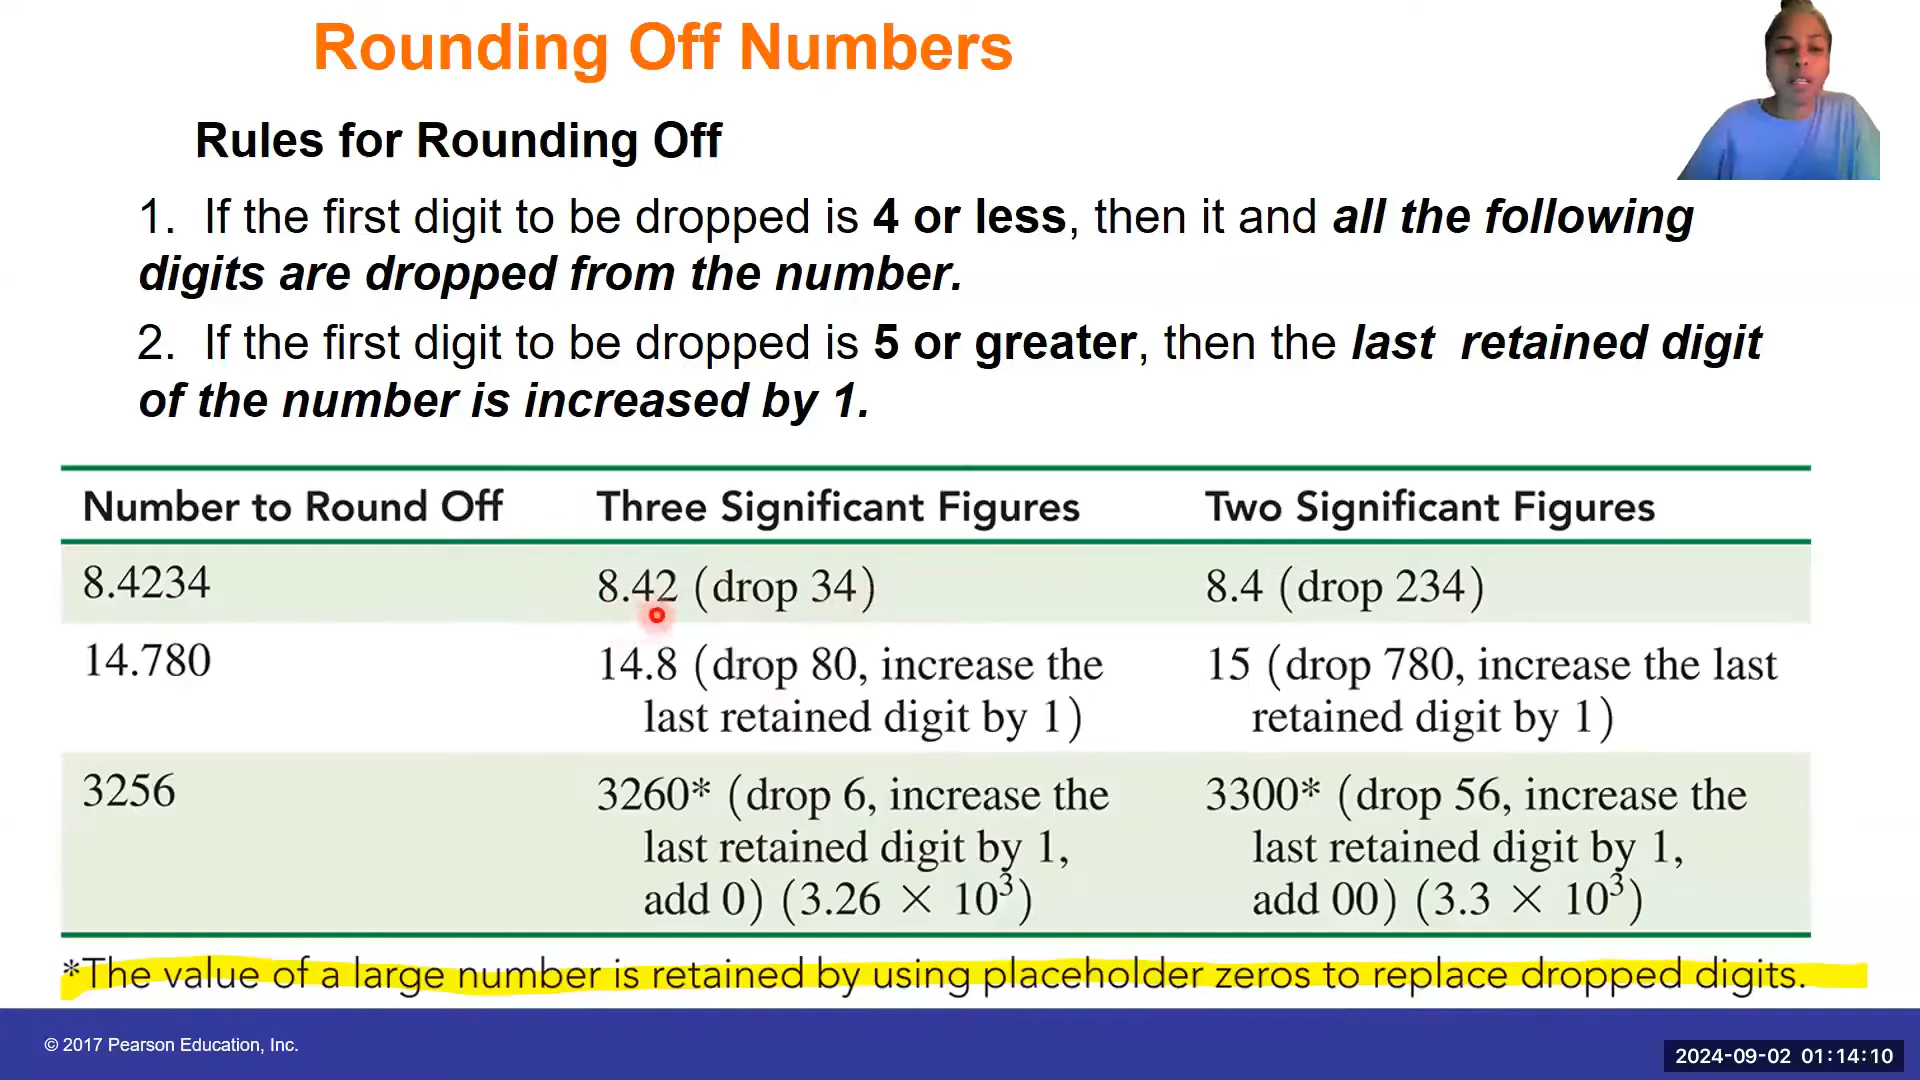 Rounding Off Numbers
Rules for Rounding Off
1. If the first digit to be dropped is 4 or less, then it and all the following
digits are dropped from the number.
2. If the first digit to be dropped is 5 or greater, then the last retained digit
of the number is increased by 1.
Number to Round Off Three Significant Figures Two Significant Figures
8.4234 8.42 (drop 34) 8.4 (drop 234)
14.780 14.8 (drop 80, increase the 15 (drop 780, increase the last
last retained digit by 1) retained digit by 1)
3256 3260* (drop 6, increase the 3300* (drop 56, increase the
last retained digit by 1, last retained digit by 1,
add 0) (3.26 × 10³) add 00) (3.3 × 10³)
*The value of a large number is retained by using placeholder zeros to replace dropped digits.
© 2017 Pearson Education, Inc.
2024-09-02 01:14:10